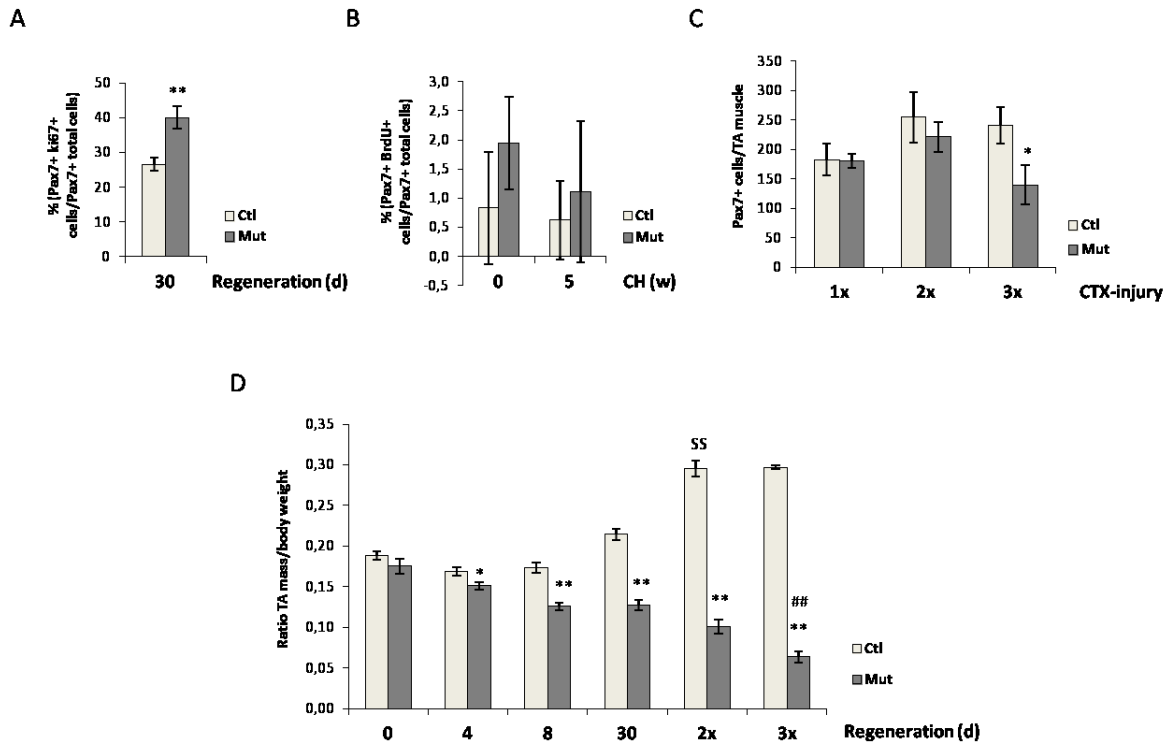 A
B
C
% (Pax7+ ki67+
cells/Pax7+ total cells)
50
40
30
20
10
0
**
Ctl
Mut
30
Regeneration (d)
% (Pax7+ BrdU+
cells/Pax7+ total cells)
3,0
2,5
2,0
1,5
1,0
0,5
0,0
-0,5
Ctl
Mut
0
5
CH (w)
Pax7+ cells/TA muscle
350
300
250
200
150
100
50
0
*
Ctl
Mut
1x
2x
3x
CTX-injury
D
Ratio TA mass/body weight
0,35
0,30
0,25
0,20
0,15
0,10
0,05
0,00
*
**
**
$$
**
##
**
Ctl
Mut
0
4
8
30
2x
3x
Regeneration (d)